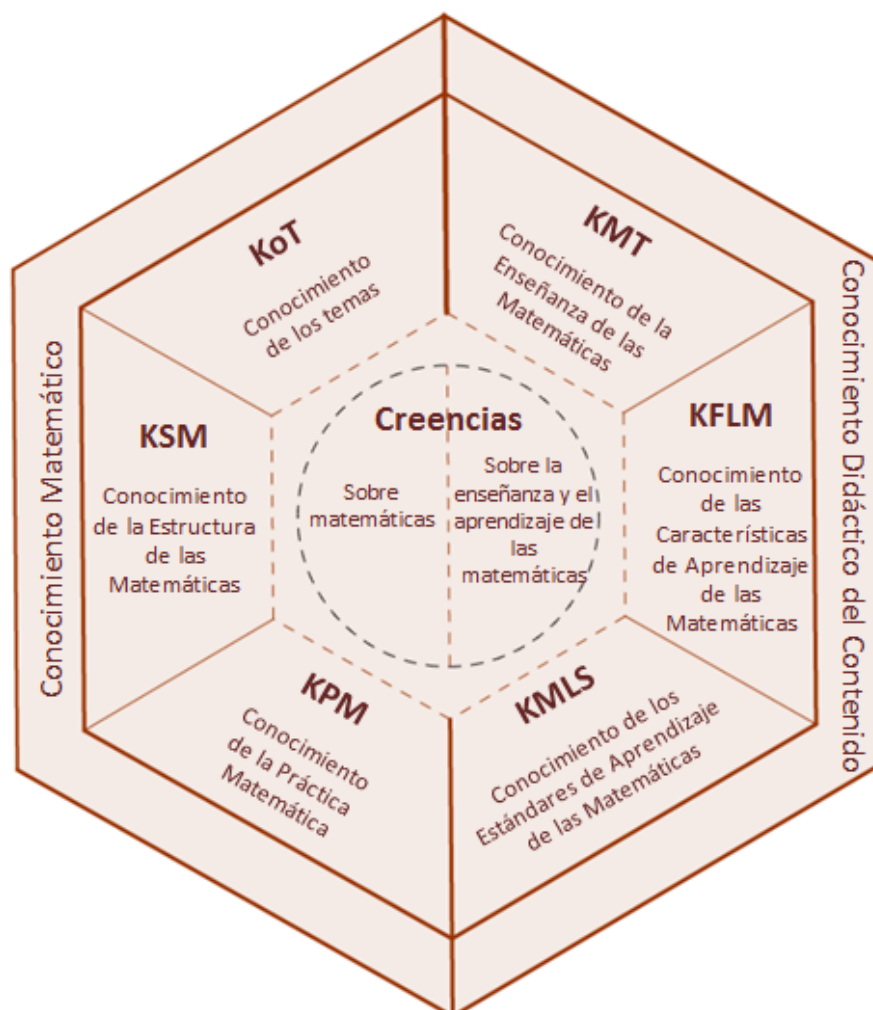 KoT
Conocimiento
de los temas
KMT
Conocimiento de la
Enseñanza de las
Matemáticas
Conocimiento Matemático
KSM
Conocimiento
de la Estructura
de las
Matemáticas
Creencias
Sobre
matemáticas
Sobre la
enseñanza y el
aprendizaje de
las
matemáticas
KFLM
Conocimiento
de las
Características
de Aprendizaje
de las
Matemáticas
Conocimiento Didáctico del Contenido
KPM
Conocimiento
de la Práctica
Matemática
KMLS
Conocimiento de los
Estándares de Aprendizaje
de las Matemáticas